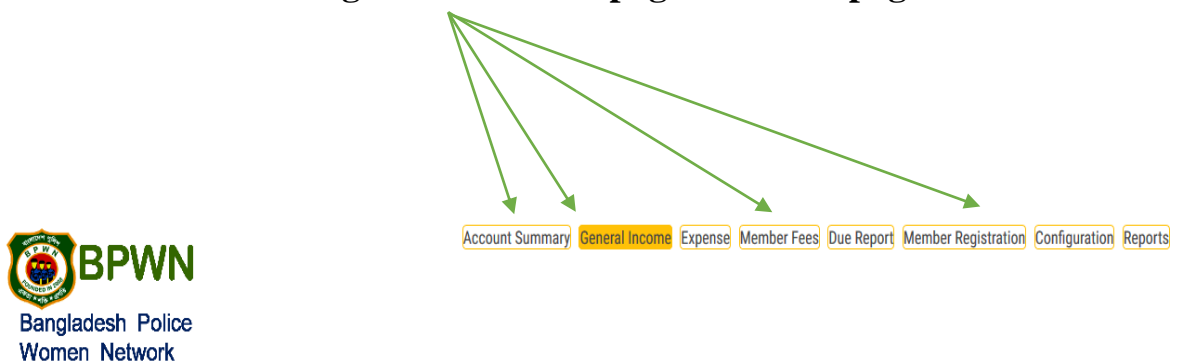 Account Summary General Income Expense Member Fees Due Report Member Registration Configuration Reports
BPWN
Bangladesh Police
Women Network